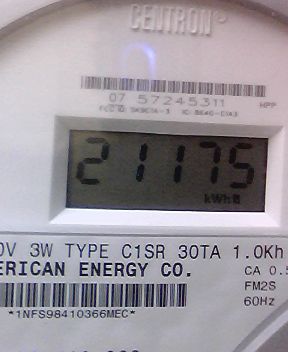 CENTRON®
07 57245311
HPP
21175
kWh
0V 3W TYPE C1SR 30TA 1.0Kh
ERICAN ENERGY CO.
CA 0.5
FM2S
60Hz
*1NFS98410366MEC*